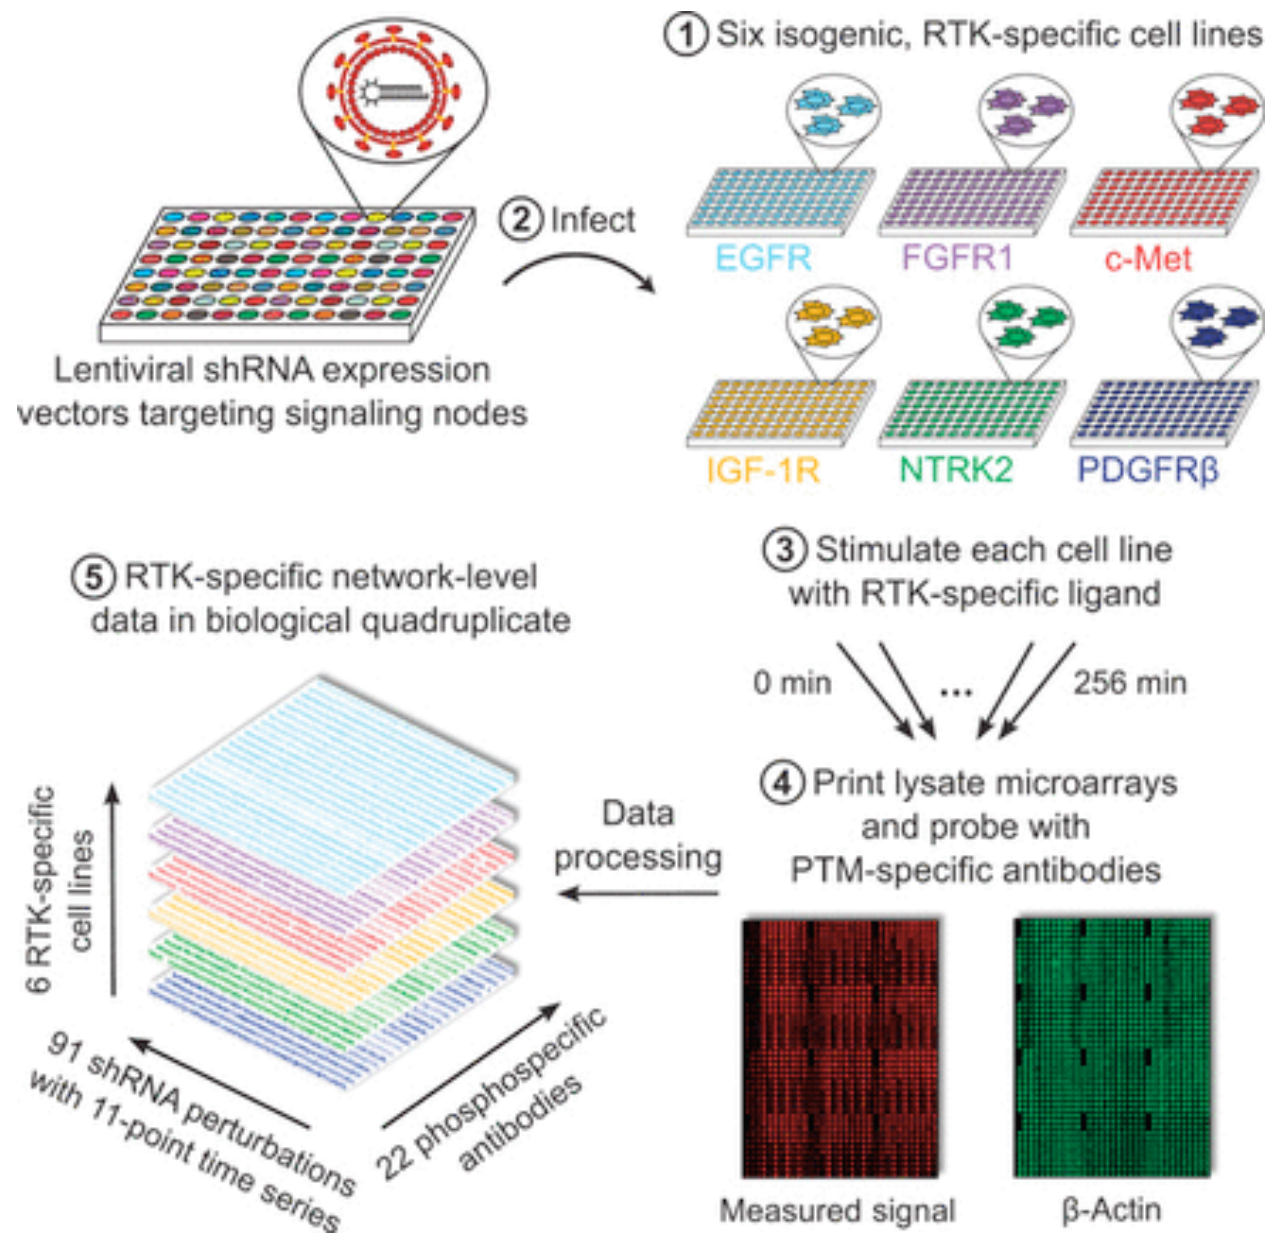 ① Six isogenic, RTK-specific cell lines
EGFR
FGFR1
c-Met
IGF-1R
NTRK2
PDGFRβ
Lentiviral shRNA expression
vectors targeting signaling nodes
② Infect
③ Stimulate each cell line
with RTK-specific ligand
0 min
...
256 min
④ Print lysate microarrays
and probe with
PTM-specific antibodies
Measured signal
β-Actin
Data
processing
⑤ RTK-specific network-level
data in biological quadruplicate
6 RTK-specific
cell lines
91 shRNA perturbations
with 11-point time series
22 phosphospecific
antibodies